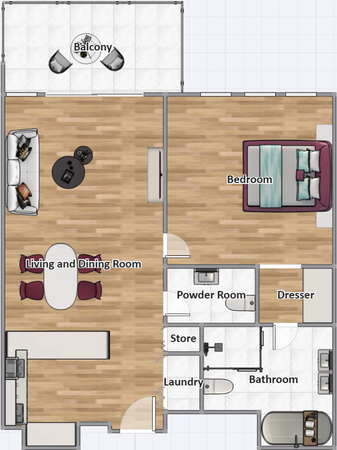 Balcony
Bedroom
Living and Dining Room
Powder Room
Dresser
Store
Laundry
Bathroom